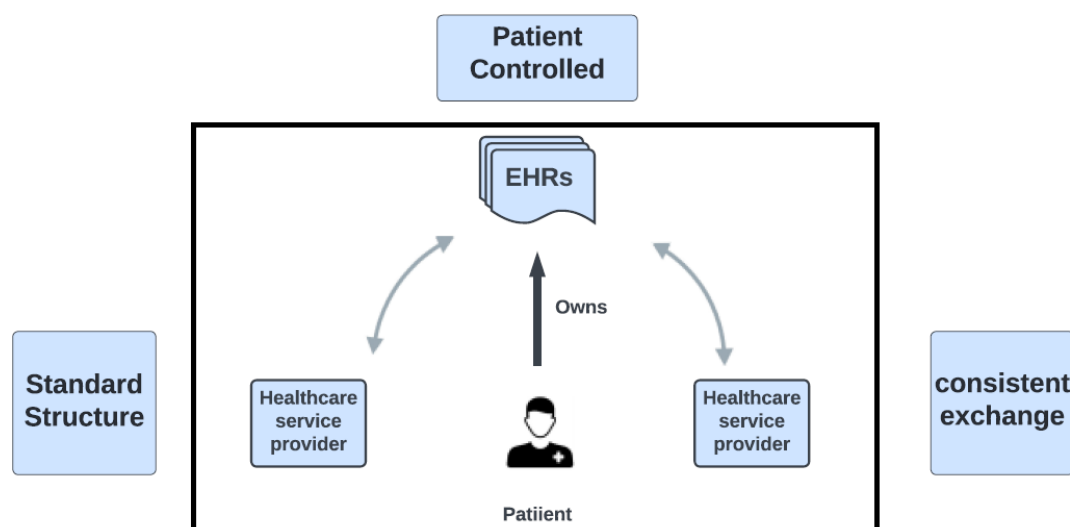 Patient
Controlled
EHRs
Owns
Standard
Structure
Healthcare
service
provider
Healthcare
service
provider
consistent
exchange
Patiient